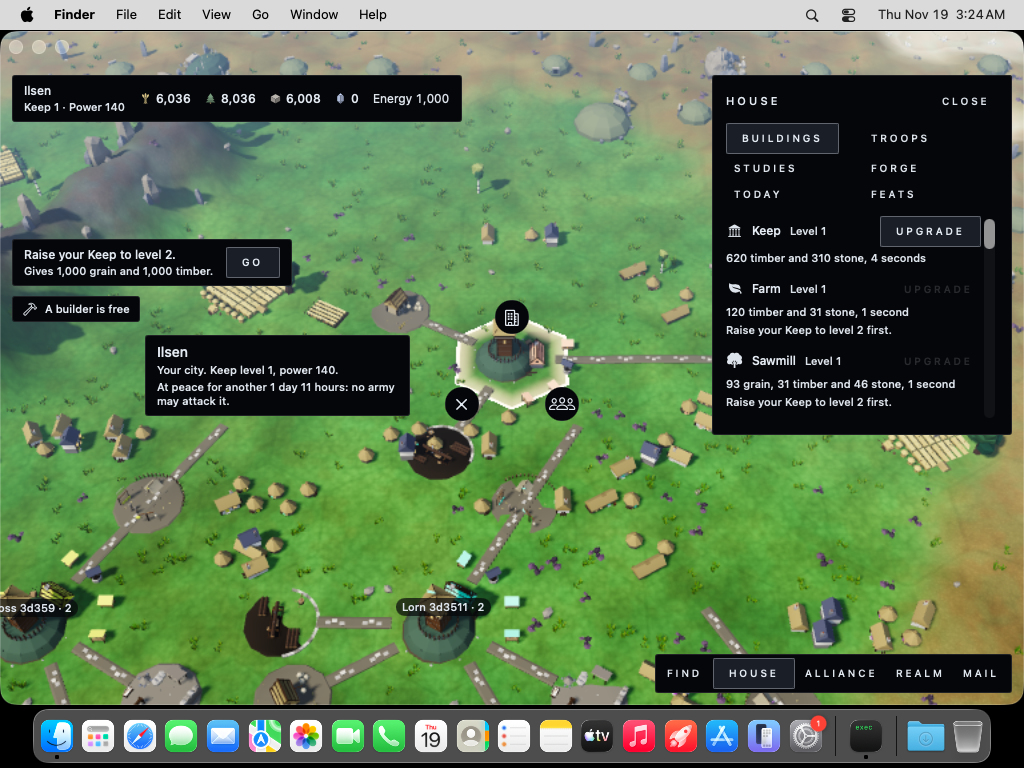 Finder File Edit View Go Window Help
Thu Nov 19 3:24 AM
Ilsen
Keep 1 · Power 140
6,036 8,036 6,008 0 Energy 1,000
HOUSE CLOSE
BUILDINGS TROOPS
STUDIES FORGE
TODAY FEATS
Keep Level 1 UPGRADE
620 timber and 310 stone, 4 seconds
Farm Level 1 UPGRADE
120 timber and 31 stone, 1 second
Raise your Keep to level 2 first.
Sawmill Level 1 UPGRADE
93 grain, 31 timber and 46 stone, 1 second
Raise your Keep to level 2 first.
Raise your Keep to level 2.
Gives 1,000 grain and 1,000 timber.
GO
A builder is free
Ilsen
Your city. Keep level 1, power 140.
At peace for another 1 day 11 hours: no army
may attack it.
oss 3d359 · 2
Lorn 3d3511 · 2
FIND HOUSE ALLIANCE REALM MAIL
Thu
19
tv
1
exec